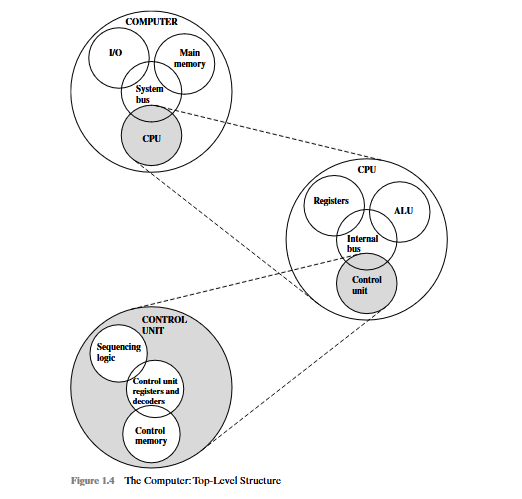 COMPUTER
I/O
Main
memory
System
bus
CPU
CPU
Registers
ALU
Internal
bus
Control
unit
CONTROL
UNIT
Sequencing
logic
Control unit
registers and
decoders
Control
memory
Figure 1.4 The Computer: Top-Level Structure